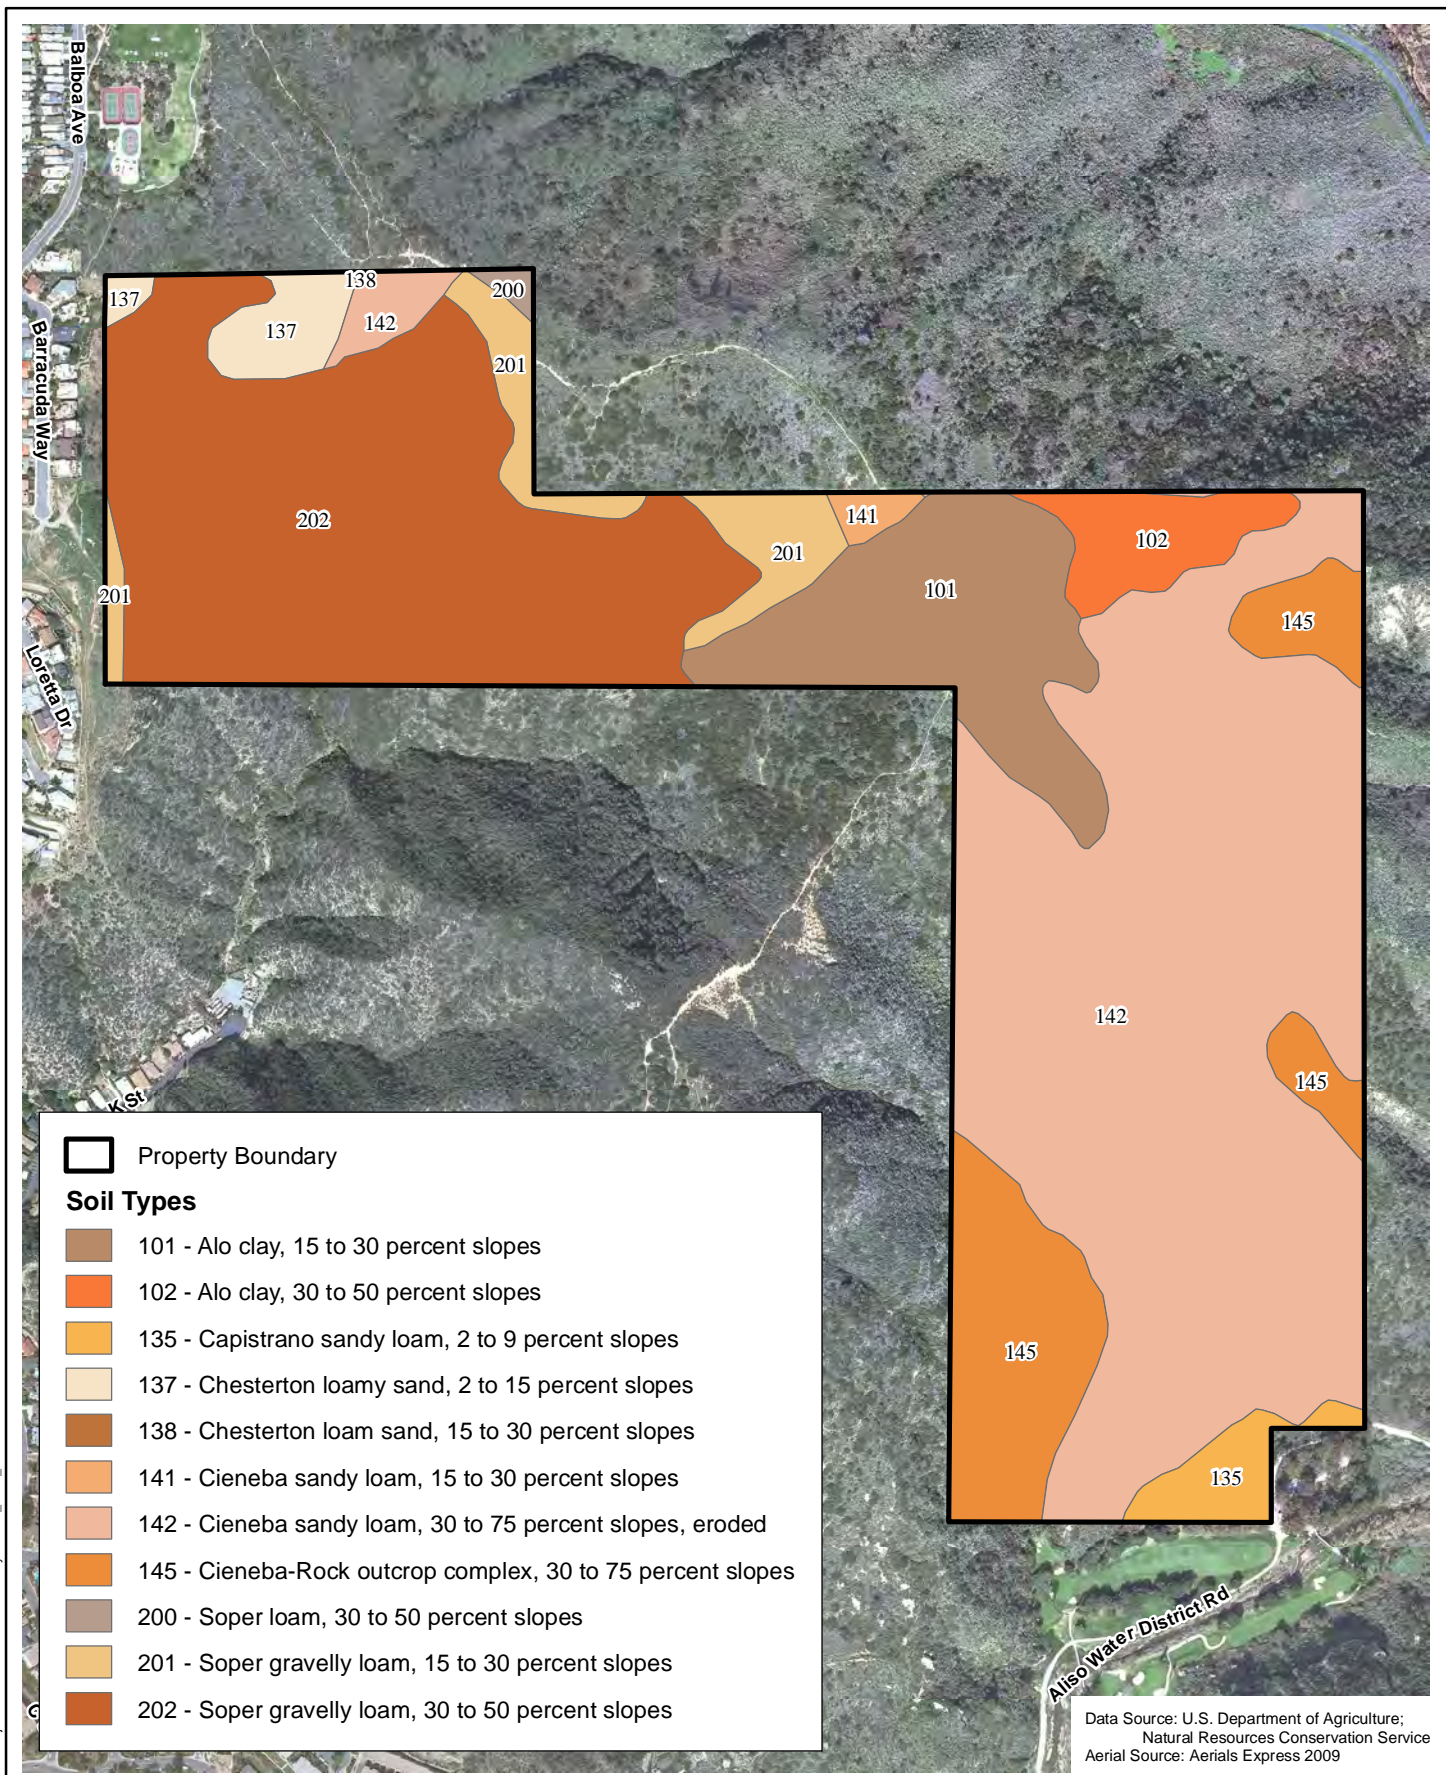 Balboa Ave
137
138
200
137
142
201
Barracuda Way
202
141
201
102
101
201
145
Loretta Dr
142
145
K St
145
135
Property Boundary
Soil Types
101 - Alo clay, 15 to 30 percent slopes
102 - Alo clay, 30 to 50 percent slopes
135 - Capistrano sandy loam, 2 to 9 percent slopes
137 - Chesterton loamy sand, 2 to 15 percent slopes
138 - Chesterton loam sand, 15 to 30 percent slopes
141 - Cieneba sandy loam, 15 to 30 percent slopes
142 - Cieneba sandy loam, 30 to 75 percent slopes, eroded
145 - Cieneba-Rock outcrop complex, 30 to 75 percent slopes
200 - Soper loam, 30 to 50 percent slopes
201 - Soper gravelly loam, 15 to 30 percent slopes
202 - Soper gravelly loam, 30 to 50 percent slopes
Aliso Water District Rd
Data Source: U.S. Department of Agriculture;
Natural Resources Conservation Service
Aerial Source: Aerials Express 2009